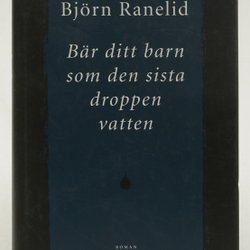 Björn Ranelid
Bär ditt barn
som den sista
droppen
vatten
ROMAN